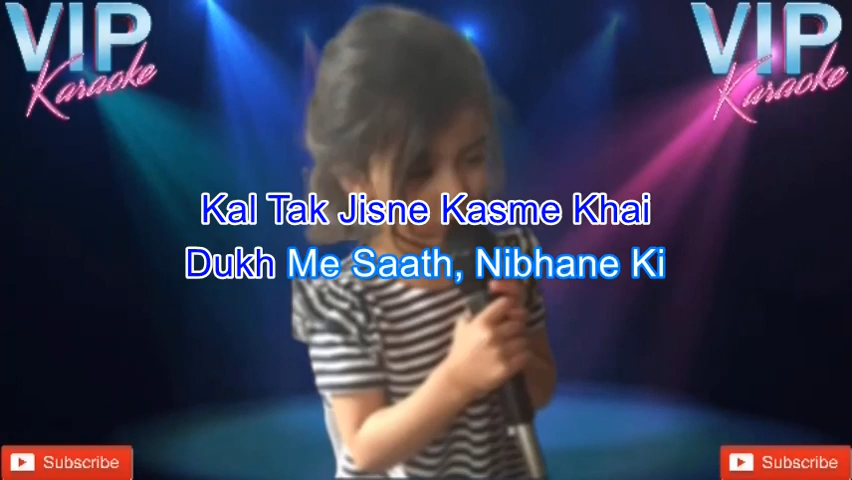 VIP
Karaoke
VIP
Karaoke
Kal Tak Jisne Kasme Khai
Dukh Me Saath, Nibhane Ki
Subscribe
Subscribe